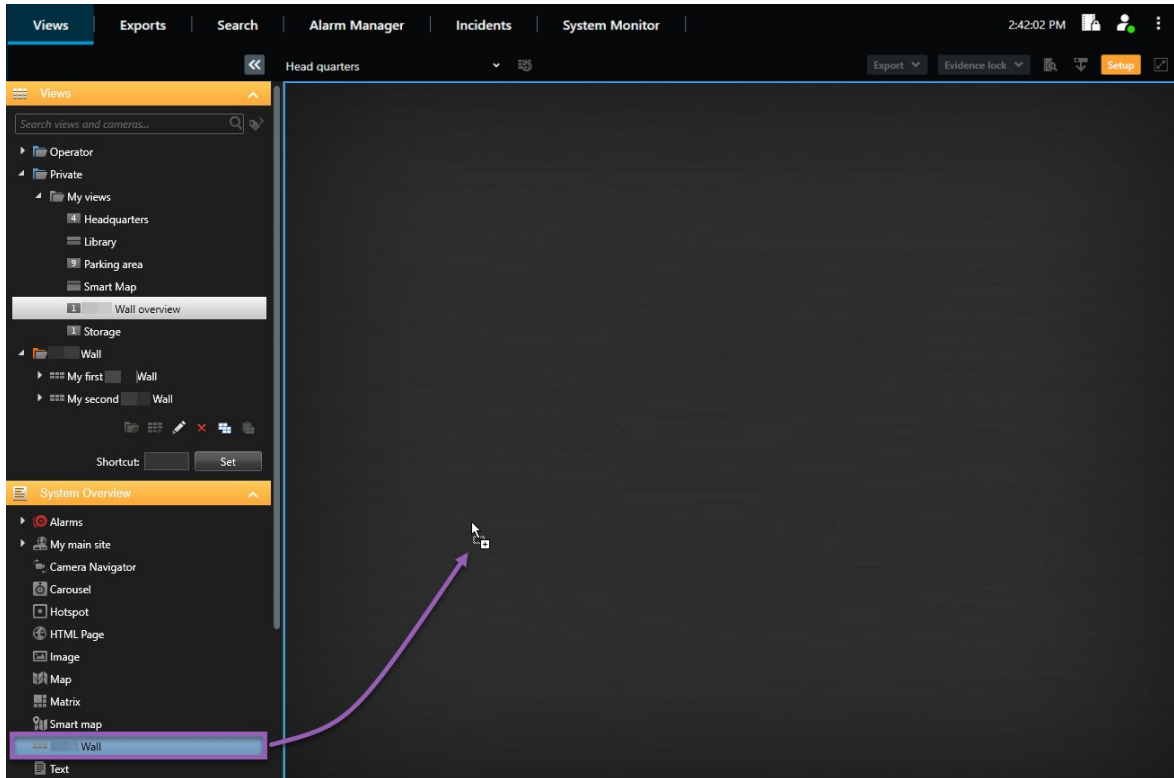 Views Exports Search Alarm Manager Incidents System Monitor 2:42:02 PM
Head quarters Export Evidence lock Setup
Views
Search views and cameras...
Operator
Private
My views
4 Headquarters
Library
9 Parking area
Smart Map
1 Wall overview
1 Storage
Wall
My first Wall
My second Wall
Shortcut: Set
System Overview
Alarms
My main site
Camera Navigator
Carousel
Hotspot
HTML Page
Image
Map
Matrix
Smart map
Wall
Text